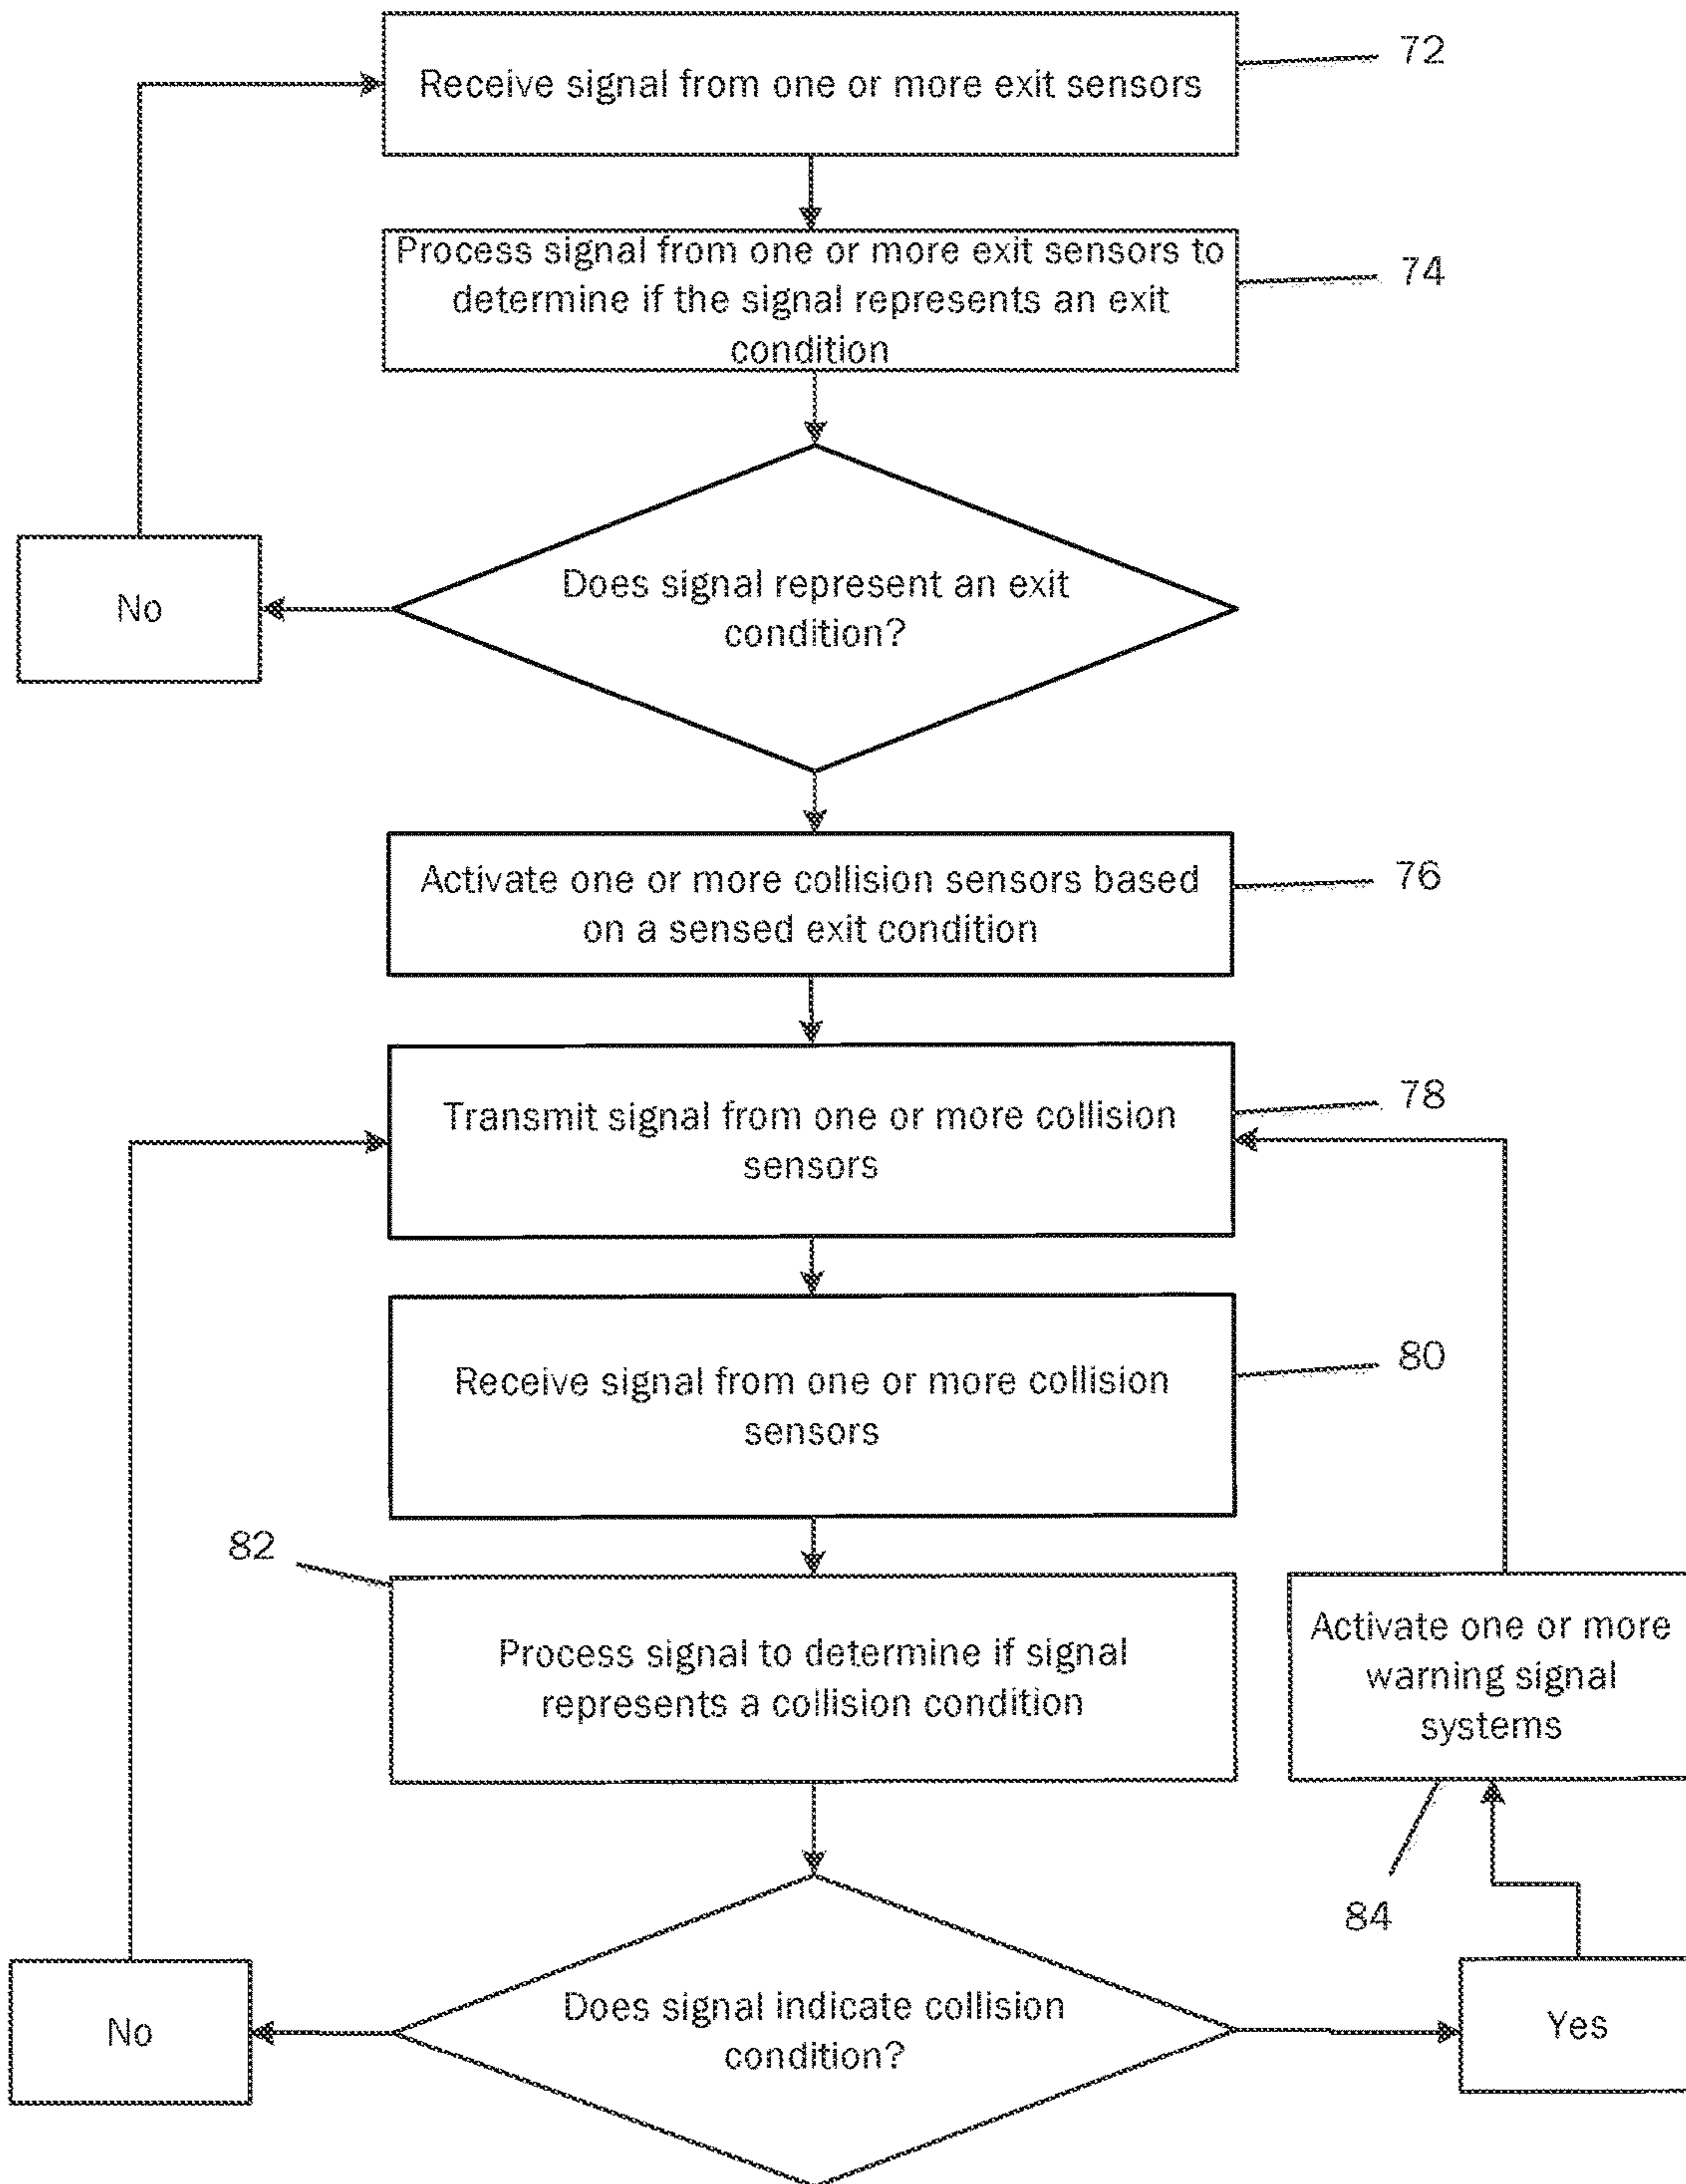 Receive signal from one or more exit sensors
72
Process signal from one or more exit sensors to
determine if the signal represents an exit
condition
74
Does signal represent an exit
condition?
No
Activate one or more collision sensors based
on a sensed exit condition
76
Transmit signal from one or more collision
sensors
78
Receive signal from one or more collision
sensors
80
82
Process signal to determine if signal
represents a collision condition
Activate one or more
warning signal
systems
84
Does signal indicate collision
condition?
No
Yes